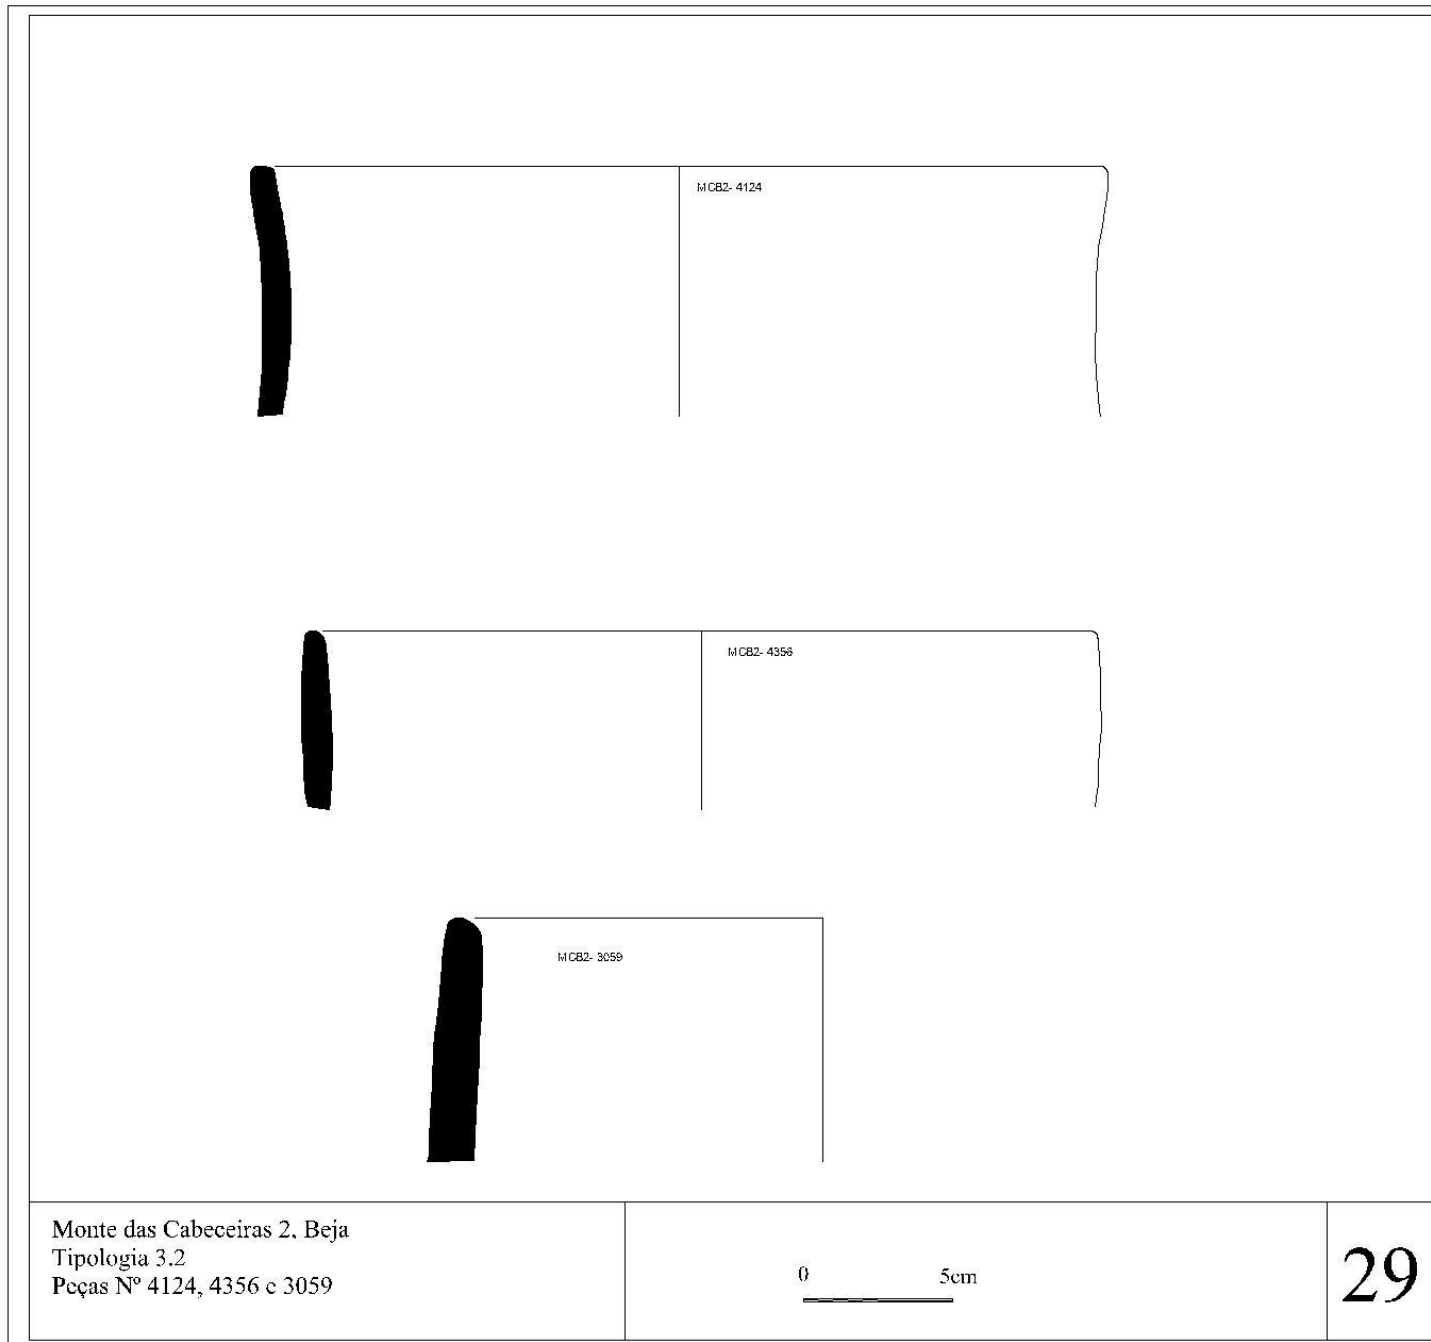 MCB2- 4124
MCB2- 4356
MCB2- 3059
Monte das Cabeceiras 2, Beja
Tipologia 3.2
Peças Nº 4124, 4356 e 3059
0 5cm
29